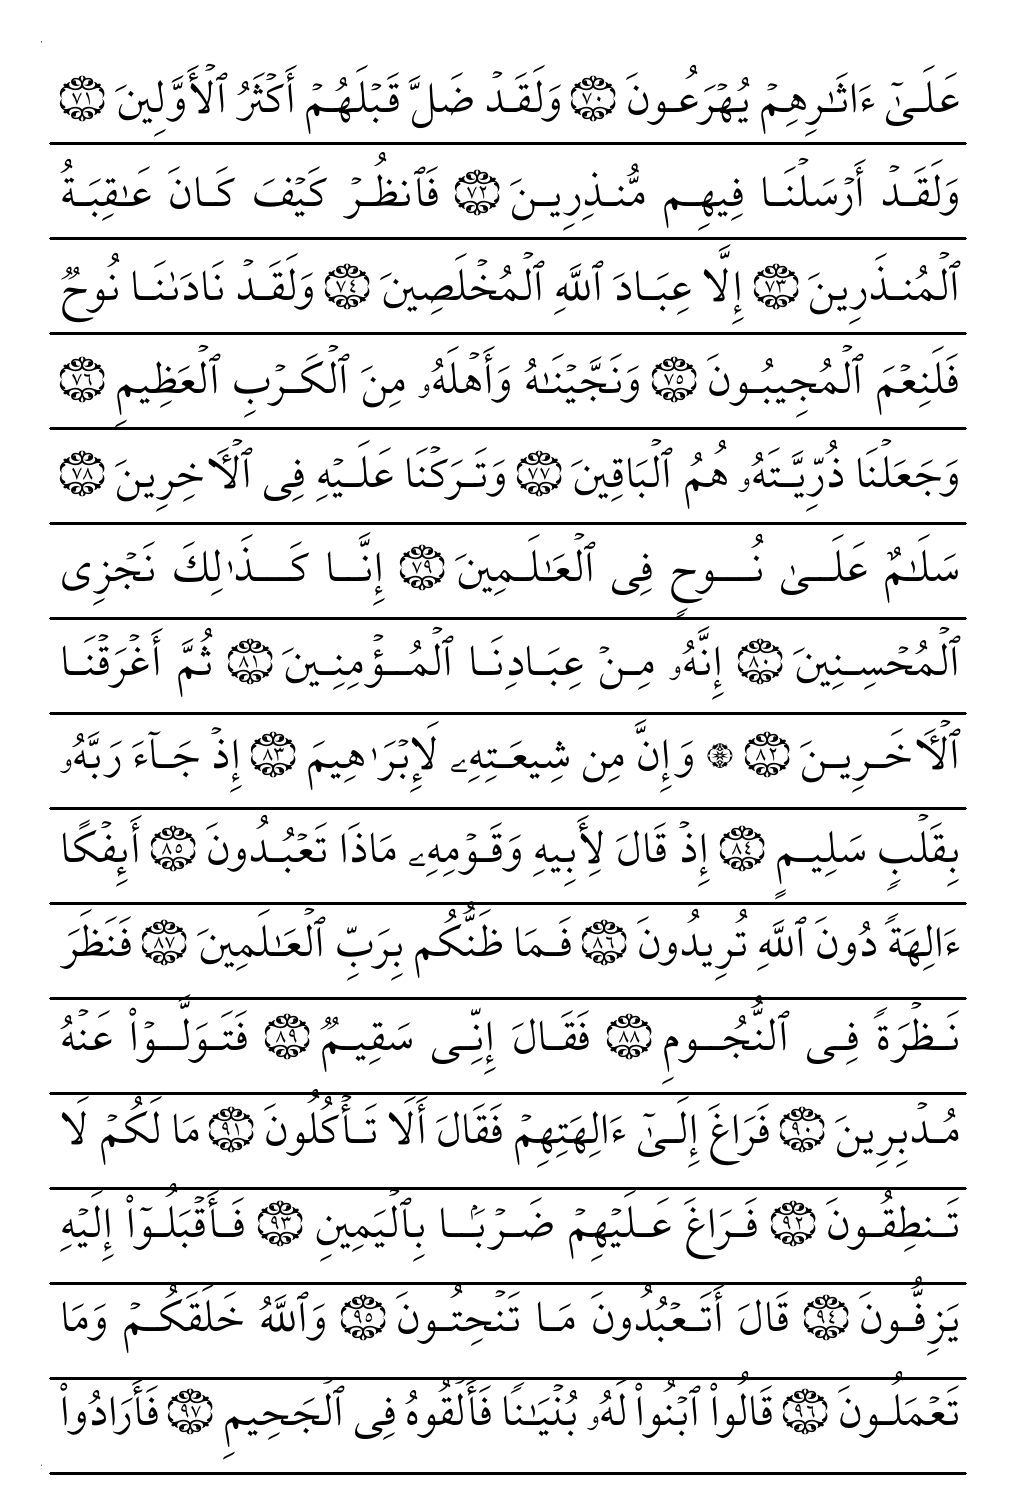 عَلَىٰٓ ءَاثَٰرِهِمۡ يُهۡرَعُونَ ٧٠ وَلَقَدۡ ضَلَّ قَبۡلَهُمۡ أَكۡثَرُ ٱلۡأَوَّلِينَ ٧١
وَلَقَدۡ أَرۡسَلۡنَا فِيهِم مُّنذِرِينَ ٧٢ فَٱنظُرۡ كَيۡفَ كَانَ عَٰقِبَةُ
ٱلۡمُنذَرِينَ ٧٣ إِلَّا عِبَادَ ٱللَّهِ ٱلۡمُخۡلَصِينَ ٧٤ وَلَقَدۡ نَادَىٰنَا نُوحٞ
فَلَنِعۡمَ ٱلۡمُجِيبُونَ ٧٥ وَنَجَّيۡنَٰهُ وَأَهۡلَهُۥ مِنَ ٱلۡكَرۡبِ ٱلۡعَظِيمِ ٧٦
وَجَعَلۡنَا ذُرِّيَّتَهُۥ هُمُ ٱلۡبَاقِينَ ٧٧ وَتَرَكۡنَا عَلَيۡهِ فِي ٱلۡأٓخِرِينَ ٧٨
سَلَٰمٌ عَلَىٰ نُوحٖ فِي ٱلۡعَٰلَمِينَ ٧٩ إِنَّا كَذَٰلِكَ نَجۡزِي
ٱلۡمُحۡسِنِينَ ٨٠ إِنَّهُۥ مِنۡ عِبَادِنَا ٱلۡمُؤۡمِنِينَ ٨١ ثُمَّ أَغۡرَقۡنَا
ٱلۡأٓخَرِينَ ٨٢ ۞ وَإِنَّ مِن شِيعَتِهِۦ لَإِبۡرَٰهِيمَ ٨٣ إِذۡ جَآءَ رَبَّهُۥ
بِقَلۡبٖ سَلِيمٍ ٨٤ إِذۡ قَالَ لِأَبِيهِ وَقَوۡمِهِۦ مَاذَا تَعۡبُدُونَ ٨٥ أَئِفۡكًا
ءَالِهَةٗ دُونَ ٱللَّهِ تُرِيدُونَ ٨٦ فَمَا ظَنُّكُم بِرَبِّ ٱلۡعَٰلَمِينَ ٨٧ فَنَظَرَ
نَظۡرَةٗ فِي ٱلنُّجُومِ ٨٨ فَقَالَ إِنِّي سَقِيمٞ ٨٩ فَتَوَلَّوۡاْ عَنۡهُ
مُدۡبِرِينَ ٩٠ فَرَاغَ إِلَىٰٓ ءَالِهَتِهِمۡ فَقَالَ أَلَا تَأۡكُلُونَ ٩١ مَا لَكُمۡ لَا
تَنطِقُونَ ٩٢ فَرَاغَ عَلَيۡهِمۡ ضَرۡبَۢا بِٱلۡيَمِينِ ٩٣ فَأَقۡبَلُوٓاْ إِلَيۡهِ
يَزِفُّونَ ٩٤ قَالَ أَتَعۡبُدُونَ مَا تَنۡحِتُونَ ٩٥ وَٱللَّهُ خَلَقَكُمۡ وَمَا
تَعۡمَلُونَ ٩٦ قَالُواْ ٱبۡنُواْ لَهُۥ بُنۡيَٰنٗا فَأَلۡقُوهُ فِي ٱلۡجَحِيمِ ٩٧ فَأَرَادُواْ